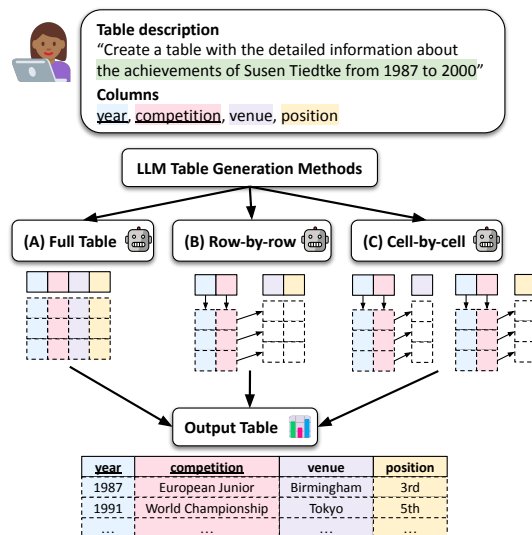 Table description
“Create a table with the detailed information about
the achievements of Susen Tiedtke from 1987 to 2000”
Columns
year, competition, venue, position
LLM Table Generation Methods
(A) Full Table
(B) Row-by-row
(C) Cell-by-cell
Output Table
year competition venue position
1987 European Junior Birmingham 3rd
1991 World Championship Tokyo 5th
... ... ... ...